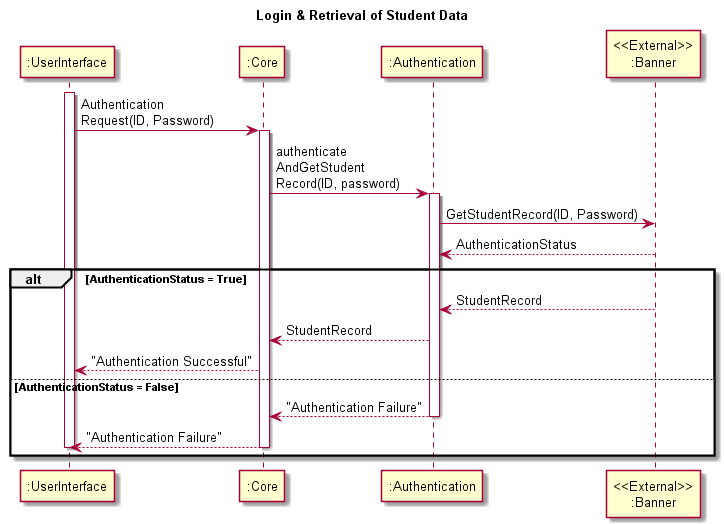 Login & Retrieval of Student Data
:UserInterface
:Core
:Authentication
<<External>>
:Banner
Authentication
Request(ID, Password)
authenticate
AndGetStudent
Record(ID, password)
GetStudentRecord(ID, Password)
AuthenticationStatus
alt
[AuthenticationStatus = True]
StudentRecord
StudentRecord
"Authentication Successful"
[AuthenticationStatus = False]
"Authentication Failure"
"Authentication Failure"
:UserInterface
:Core
:Authentication
<<External>>
:Banner